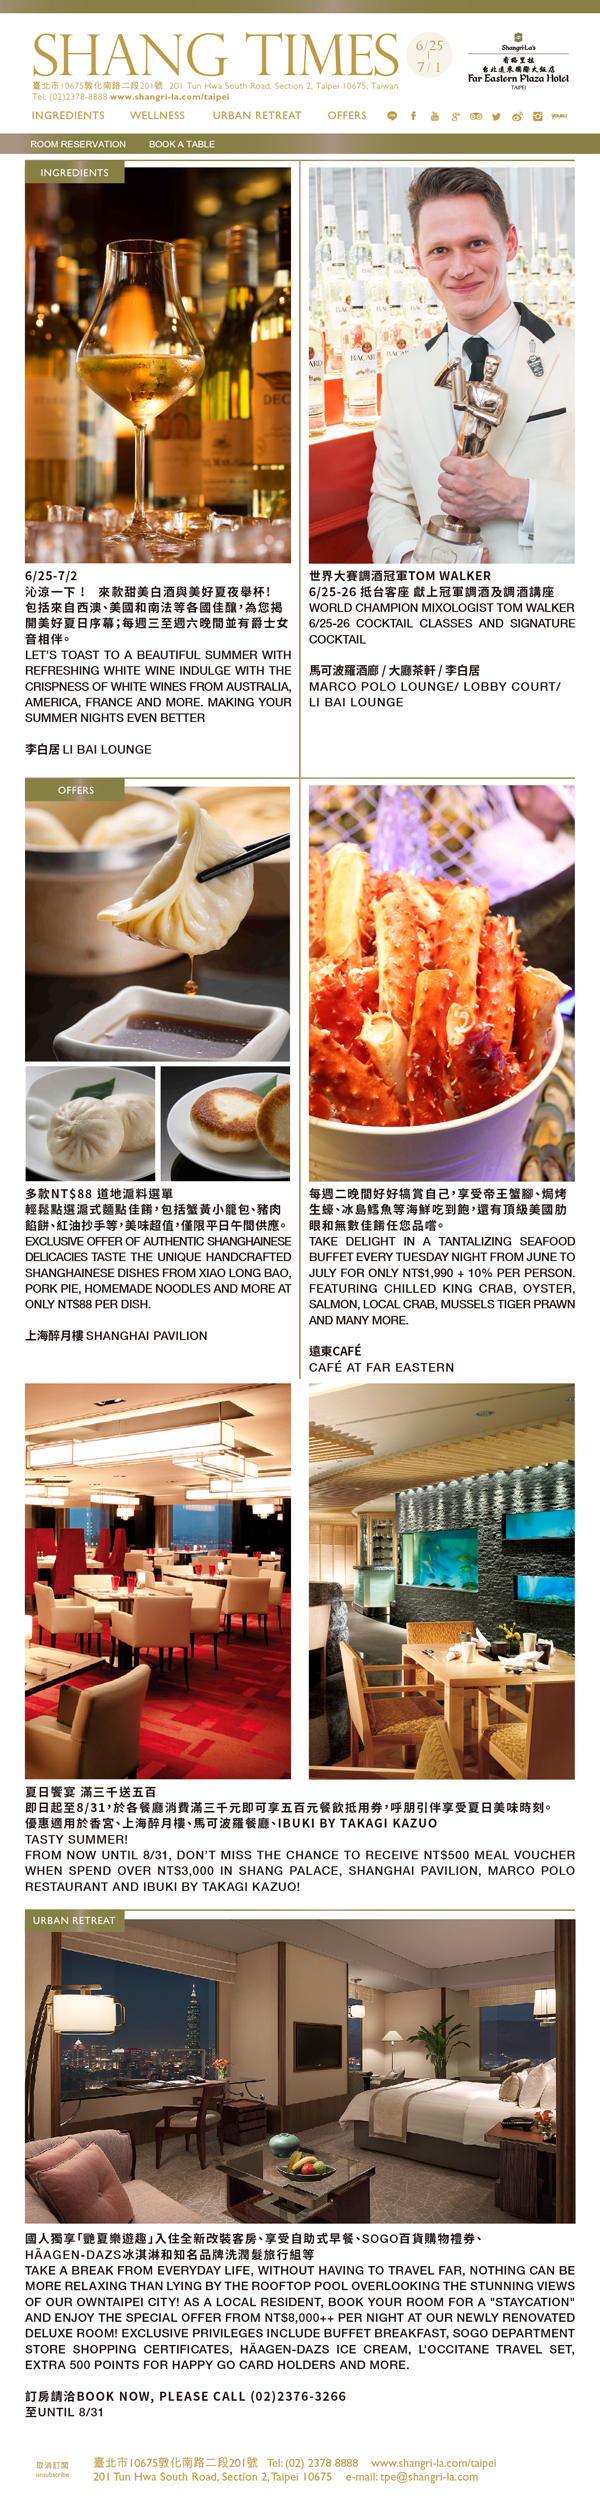 SHANG TIMES
6/25
7/1
Shangri-La's
香格里拉
台北遠東國際大飯店
Far Eastern Plaza Hotel
TAIPEI
臺北市10675敦化南路二段201號 201 Tun Hwa South Road, Section 2, Taipei 10675, Taiwan
Tel: (02)2378-8888 www.shangri-la.com/taipei
INGREDIENTS WELLNESS URBAN RETREAT OFFERS
ROOM RESERVATION BOOK A TABLE
INGREDIENTS
6/25-7/2
沁涼一下！ 來款甜美白酒與美好夏夜舉杯!
包括來自西澳、美國和南法等各國佳釀，為您揭
開美好夏日序幕；每週三至週六晚間並有爵士女
音相伴。
LET'S TOAST TO A BEAUTIFUL SUMMER WITH
REFRESHING WHITE WINE INDULGE WITH THE
CRISPNESS OF WHITE WINES FROM AUSTRALIA,
AMERICA, FRANCE AND MORE. MAKING YOUR
SUMMER NIGHTS EVEN BETTER
李白居 LI BAI LOUNGE
BACARDI
世界大賽調酒冠軍TOM WALKER
6/25-26 抵台客座 獻上冠軍調酒及調酒講座
WORLD CHAMPION MIXOLOGIST TOM WALKER
6/25-26 COCKTAIL CLASSES AND SIGNATURE
COCKTAIL
馬可波羅酒廊 / 大廳茶軒 / 李白居
MARCO POLO LOUNGE/ LOBBY COURT/
LI BAI LOUNGE
OFFERS
多款NT$88 道地滬料選單
輕鬆點選滬式麵點佳餚，包括蟹黃小籠包、豬肉
餡餅、紅油抄手等，美味超值，僅限平日午間供應。
EXCLUSIVE OFFER OF AUTHENTIC SHANGHAINESE
DELICACIES TASTE THE UNIQUE HANDCRAFTED
SHANGHAINESE DISHES FROM XIAO LONG BAO,
PORK PIE, HOMEMADE NOODLES AND MORE AT
ONLY NT$88 PER DISH.
上海醉月樓 SHANGHAI PAVILION
每週二晚間好好犒賞自己，享受帝王蟹腳、焗烤
生蠔、冰島鱈魚等海鮮吃到飽，還有頂級美國肋
眼和無數佳餚任您品嚐。
TAKE DELIGHT IN A TANTALIZING SEAFOOD
BUFFET EVERY TUESDAY NIGHT FROM JUNE TO
JULY FOR ONLY NT$1,990 + 10% PER PERSON.
FEATURING CHILLED KING CRAB, OYSTER,
SALMON, LOCAL CRAB, MUSSELS TIGER PRAWN
AND MANY MORE.
遠東CAFÉ
CAFÉ AT FAR EASTERN
夏日饗宴 滿三千送五百
即日起至8/31，於各餐廳消費滿三千元即可享五百元餐飲抵用券，呼朋引伴享受夏日美味時刻。
優惠適用於香宮、上海醉月樓、馬可波羅餐廳、IBUKI BY TAKAGI KAZUO
TASTY SUMMER!
FROM NOW UNTIL 8/31, DON'T MISS THE CHANCE TO RECEIVE NT$500 MEAL VOUCHER
WHEN SPEND OVER NT$3,000 IN SHANG PALACE, SHANGHAI PAVILION, MARCO POLO
RESTAURANT AND IBUKI BY TAKAGI KAZUO!
URBAN RETREAT
國人獨享「艷夏樂遊趣」入住全新改裝客房、享受自助式早餐、SOGO百貨購物禮券、
HÄAGEN-DAZS冰淇淋和知名品牌洗潤髮旅行組等
TAKE A BREAK FROM EVERYDAY LIFE, WITHOUT HAVING TO TRAVEL FAR, NOTHING CAN BE
MORE RELAXING THAN LYING BY THE ROOFTOP POOL OVERLOOKING THE STUNNING VIEWS
OF OUR OWNTAIPEI CITY! AS A LOCAL RESIDENT, BOOK YOUR ROOM FOR A "STAYCATION"
AND ENJOY THE SPECIAL OFFER FROM NT$8,000++ PER NIGHT AT OUR NEWLY RENOVATED
DELUXE ROOM! EXCLUSIVE PRIVILEGES INCLUDE BUFFET BREAKFAST, SOGO DEPARTMENT
STORE SHOPPING CERTIFICATES, HÄAGEN-DAZS ICE CREAM, L'OCCITANE TRAVEL SET,
EXTRA 500 POINTS FOR HAPPY GO CARD HOLDERS AND MORE.
訂房請洽BOOK NOW, PLEASE CALL (02)2376-3266
至UNTIL 8/31
取消訂閱
unsubscribe
臺北市10675敦化南路二段201號 Tel: (02) 2378 8888 www.shangri-la.com/taipei
201 Tun Hwa South Road, Section 2, Taipei 10675 e-mail: tpe@shangri-la.com